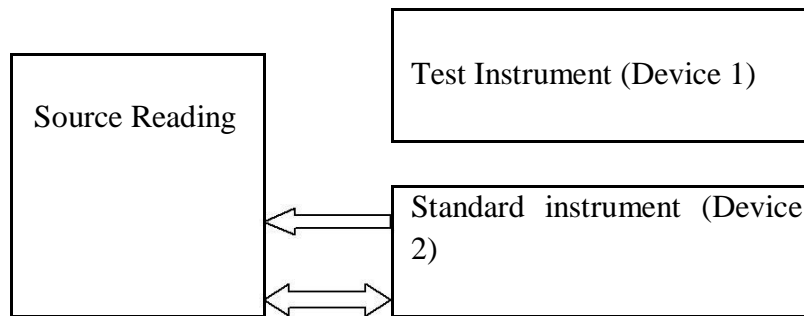 Source Reading
Test Instrument (Device 1)
Standard instrument (Device
2)